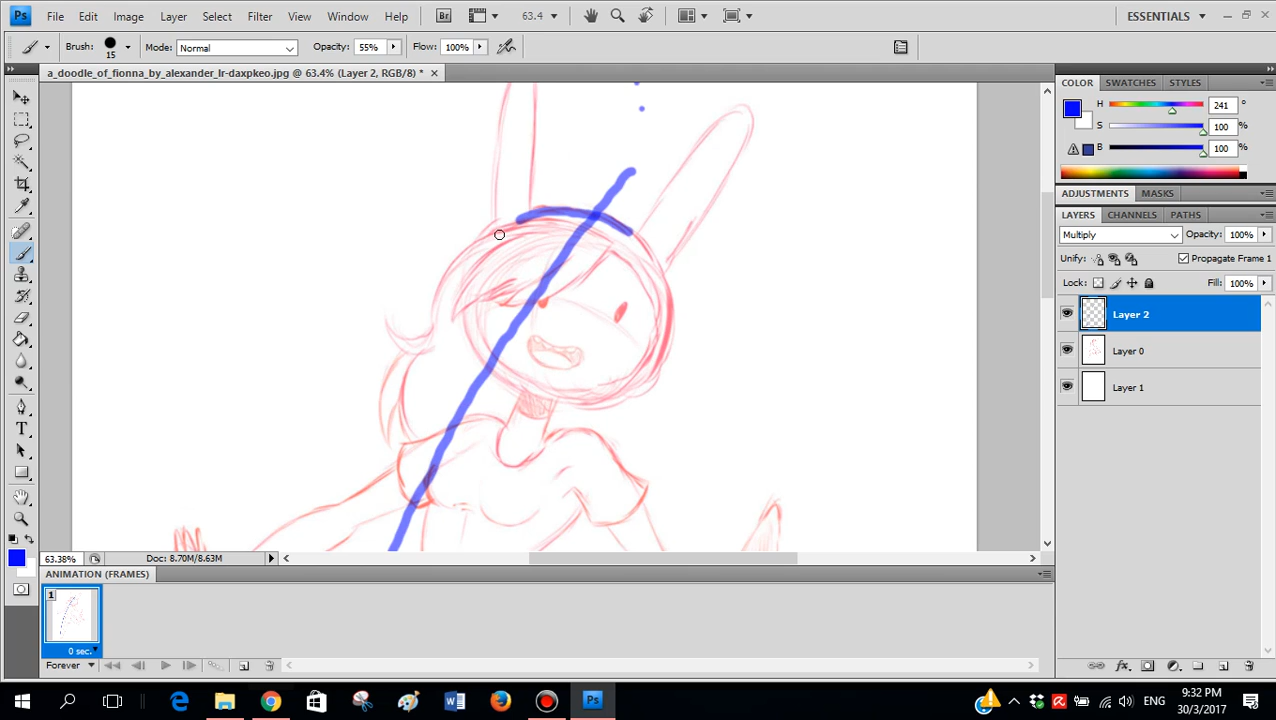 Ps File Edit Image Layer Select Filter View Window Help Br 63.4 ESSENTIALS
Brush: 15 Mode: Normal Opacity: 55% Flow: 100%
a_doodle_of_fionna_by_alexander_lr-daxpkeo.jpg @ 63.4% (Layer 2, RGB/8) *
COLOR SWATCHES STYLES
H 241 °
S 100 %
B 100 %
ADJUSTMENTS MASKS
LAYERS CHANNELS PATHS
Multiply Opacity: 100%
Unify: Propagate Frame 1
Lock: Fill: 100%
Layer 2
Layer 0
Layer 1
T
63.38% Doc: 8.70M/8.63M
ANIMATION (FRAMES)
1
0 sec.
Forever
W Ps ENG 9:32 PM
30/3/2017